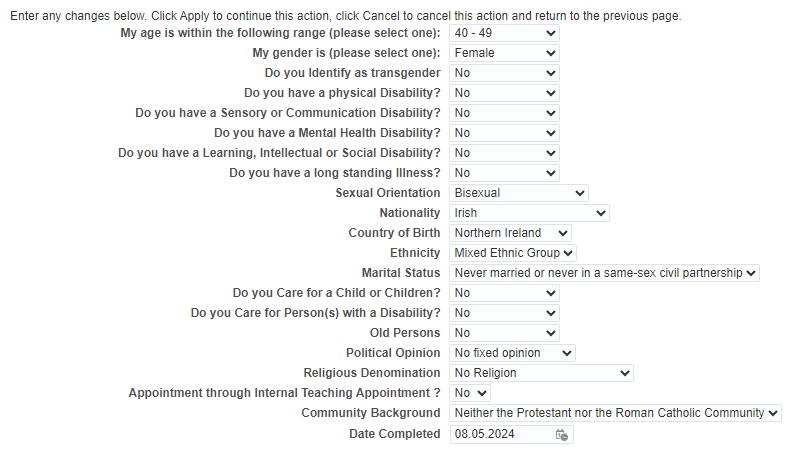 Enter any changes below. Click Apply to continue this action, click Cancel to cancel this action and return to the previous page.
My age is within the following range (please select one): 40 - 49
My gender is (please select one): Female
Do you Identify as transgender No
Do you have a physical Disability? No
Do you have a Sensory or Communication Disability? No
Do you have a Mental Health Disability? No
Do you have a Learning, Intellectual or Social Disability? No
Do you have a long standing Illness? No
Sexual Orientation Bisexual
Nationality Irish
Country of Birth Northern Ireland
Ethnicity Mixed Ethnic Group
Marital Status Never married or never in a same-sex civil partnership
Do you Care for a Child or Children? No
Do you Care for Person(s) with a Disability? No
Old Persons No
Political Opinion No fixed opinion
Religious Denomination No Religion
Appointment through Internal Teaching Appointment ? No
Community Background Neither the Protestant nor the Roman Catholic Community
Date Completed 08.05.2024